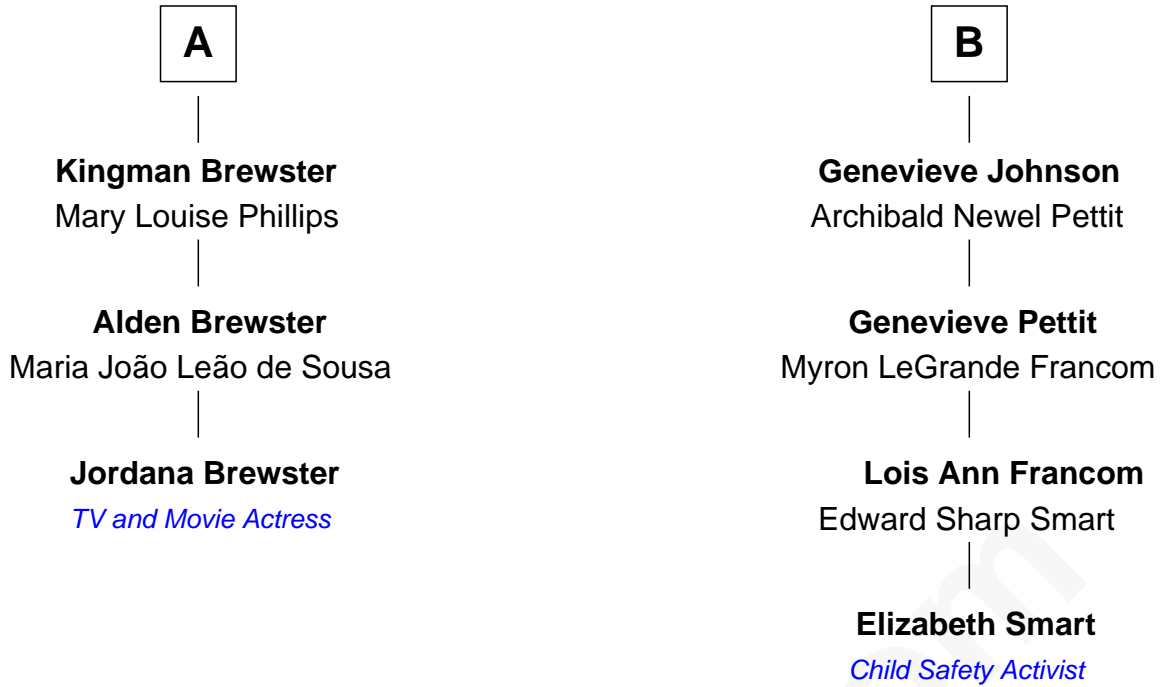 A
Kingman Brewster
Mary Louise Phillips
Alden Brewster
Maria João Leão de Sousa
Jordana Brewster
TV and Movie Actress
B
Genevieve Johnson
Archibald Newel Pettit
Genevieve Pettit
Myron LeGrande Francom
Lois Ann Francom
Edward Sharp Smart
Elizabeth Smart
Child Safety Activist